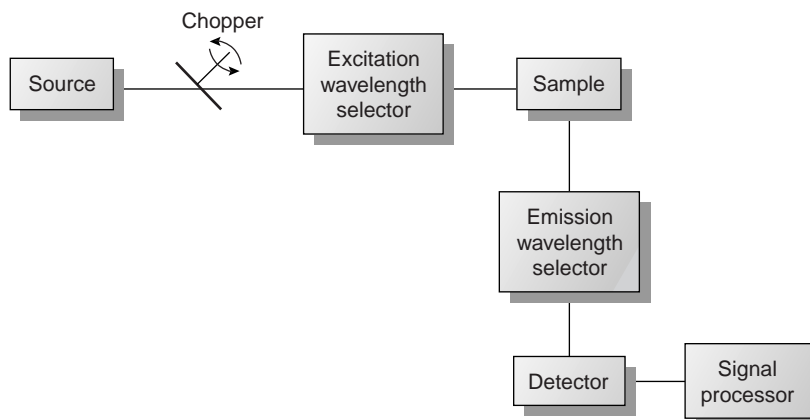 Chopper
Source
Excitation
wavelength
selector
Sample
Emission
wavelength
selector
Detector
Signal
processor